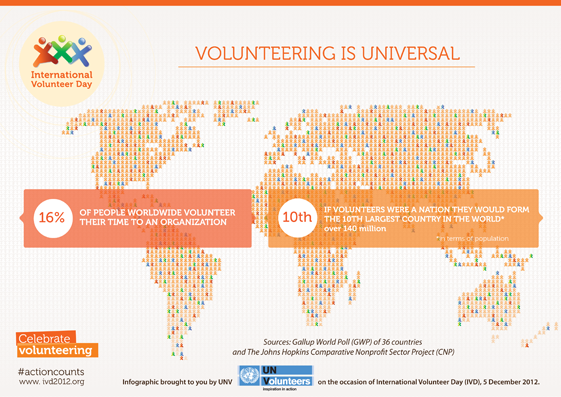 VOLUNTEERING IS UNIVERSAL
International
Volunteer Day
16%
OF PEOPLE WORLDWIDE VOLUNTEER
THEIR TIME TO AN ORGANIZATION
10th
IF VOLUNTEERS WERE A NATION THEY WOULD FORM
THE 10TH LARGEST COUNTRY IN THE WORLD*
over 140 million
*in terms of population
Sources: Gallup World Poll (GWP) of 36 countries
and The Johns Hopkins Comparative Nonprofit Sector Project (CNP)
Celebrate
volunteering
#actioncounts
www. ivd2012.org
Infographic brought to you by UNV
UN
Volunteers
inspiration in action
on the occasion of International Volunteer Day (IVD), 5 December 2012.